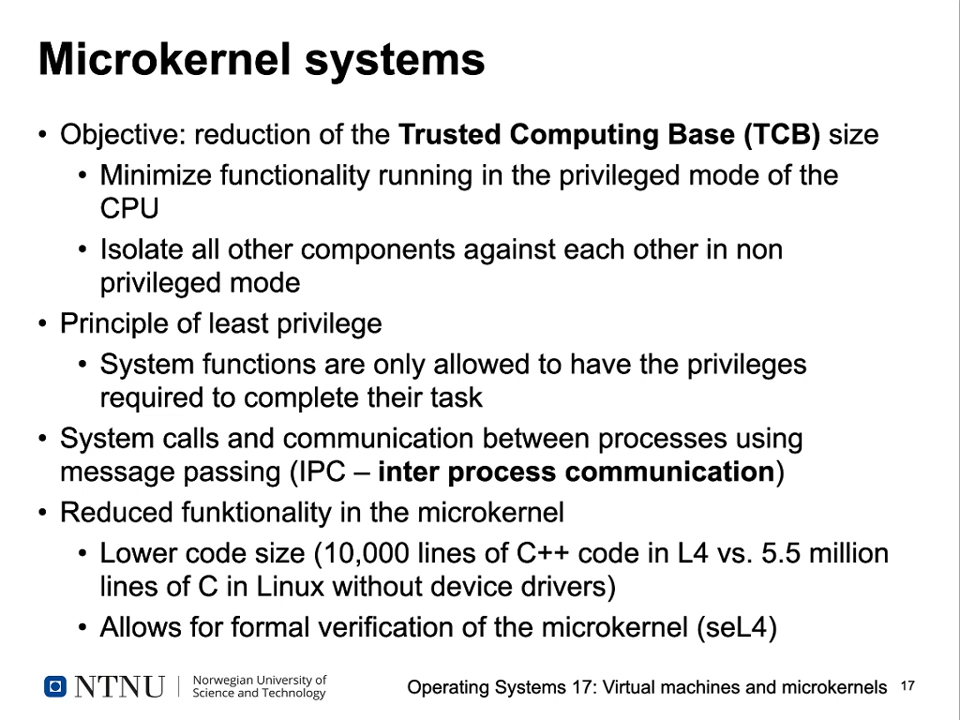 Microkernel systems
• Objective: reduction of the Trusted Computing Base (TCB) size
• Minimize functionality running in the privileged mode of the
CPU
• Isolate all other components against each other in non
privileged mode
• Principle of least privilege
• System functions are only allowed to have the privileges
required to complete their task
• System calls and communication between processes using
message passing (IPC – inter process communication)
• Reduced funktionality in the microkernel
• Lower code size (10,000 lines of C++ code in L4 vs. 5.5 million
lines of C in Linux without device drivers)
• Allows for formal verification of the microkernel (seL4)
NTNU
Norwegian University of
Science and Technology
Operating Systems 17: Virtual machines and microkernels
17